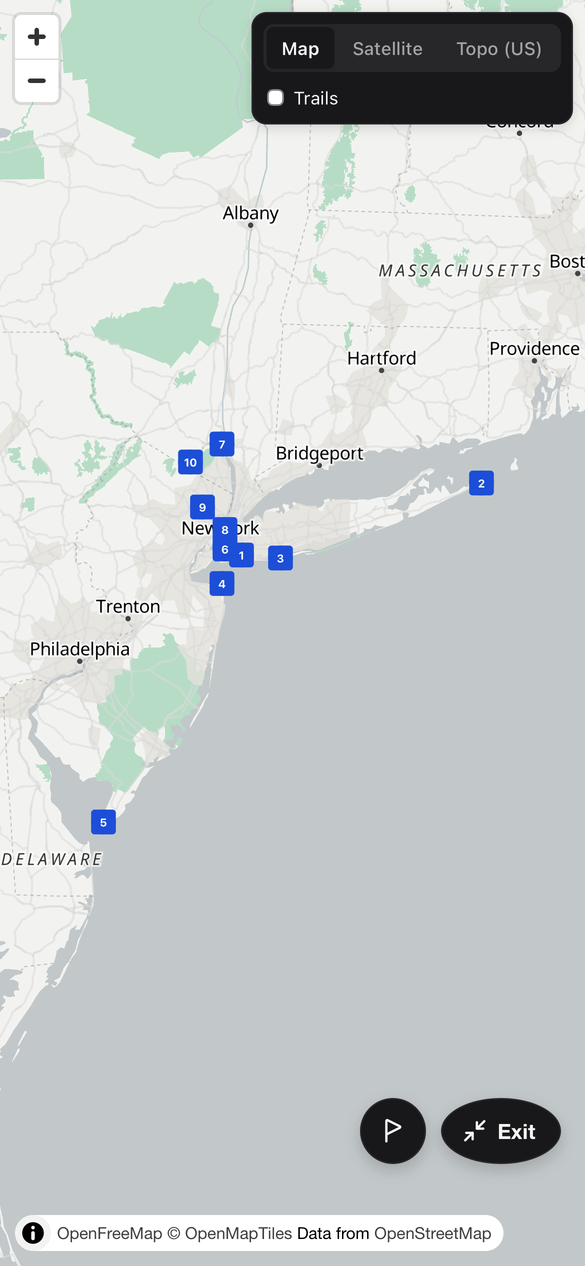 +
−
Map Satellite Topo (US)
Trails
Concord
Albany
MASSACHUSETTS
Bost
Hartford
Providence
7
Bridgeport
10
2
9
New York
8
6
1
3
4
Trenton
Philadelphia
5
DELAWARE
Exit
OpenFreeMap © OpenMapTiles Data from OpenStreetMap